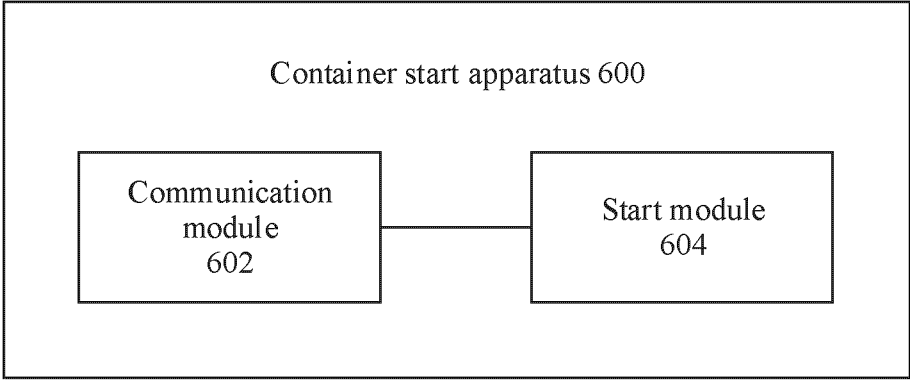 Container start apparatus 600
Communication
module
602
Start module
604